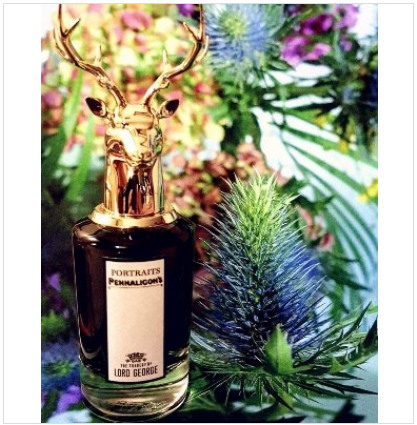 PORTRAITS
PENHALIGON'S
THE TRAGEDY OF
LORD GEORGE